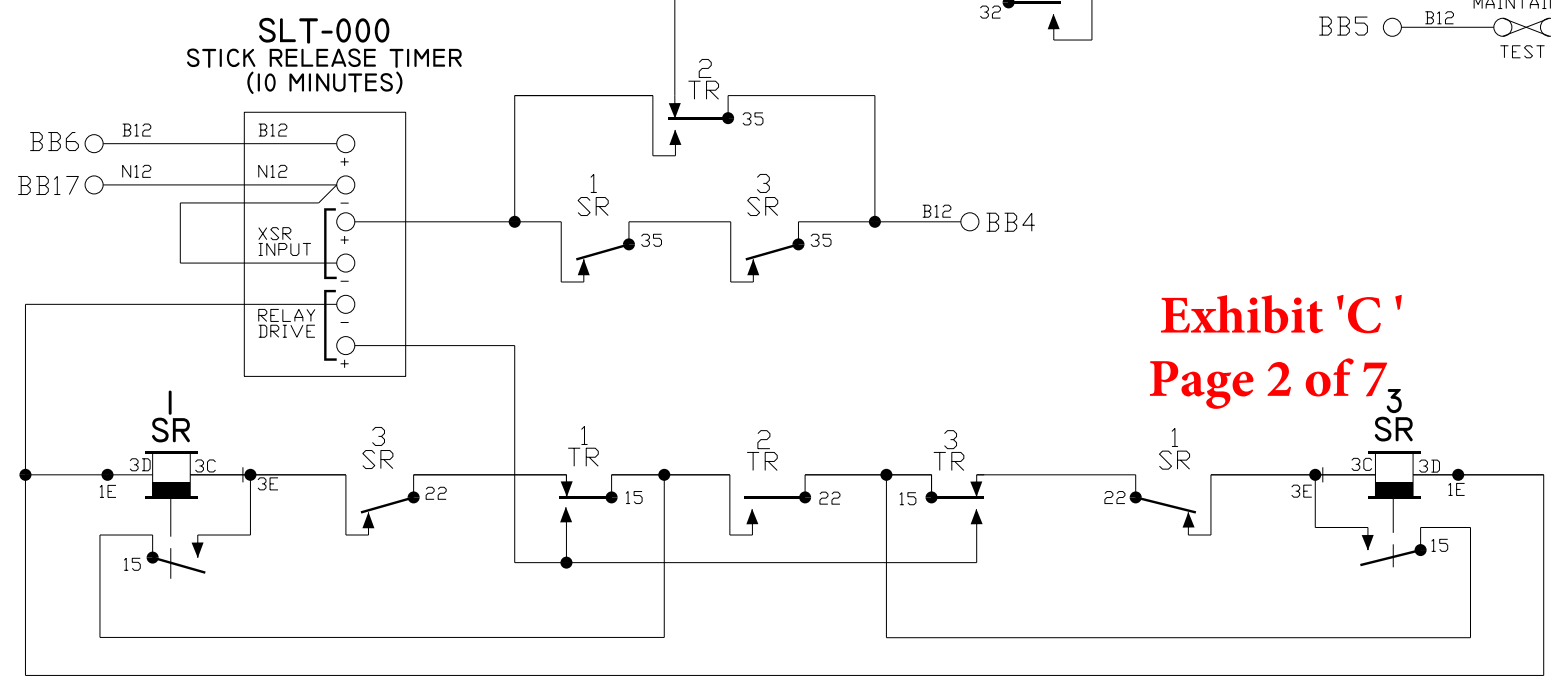 32
MAINTAI
BB5 B12
TEST
SLT-000
STICK RELEASE TIMER
(10 MINUTES)
2
TR
35
BB6 B12 B12
+
BB17 N12 N12
-
1
SR
35
3
SR
35
B12 BB4
XSR
INPUT
+
-
RELAY
DRIVE
-
+
Exhibit 'C '
Page 2 of 7
1
SR
3D 3C
1E 3E
15
3
SR
22
1
TR
15
2
TR
22
3
TR
15
1
SR
22
3
SR
3C 3D
3E 1E
15